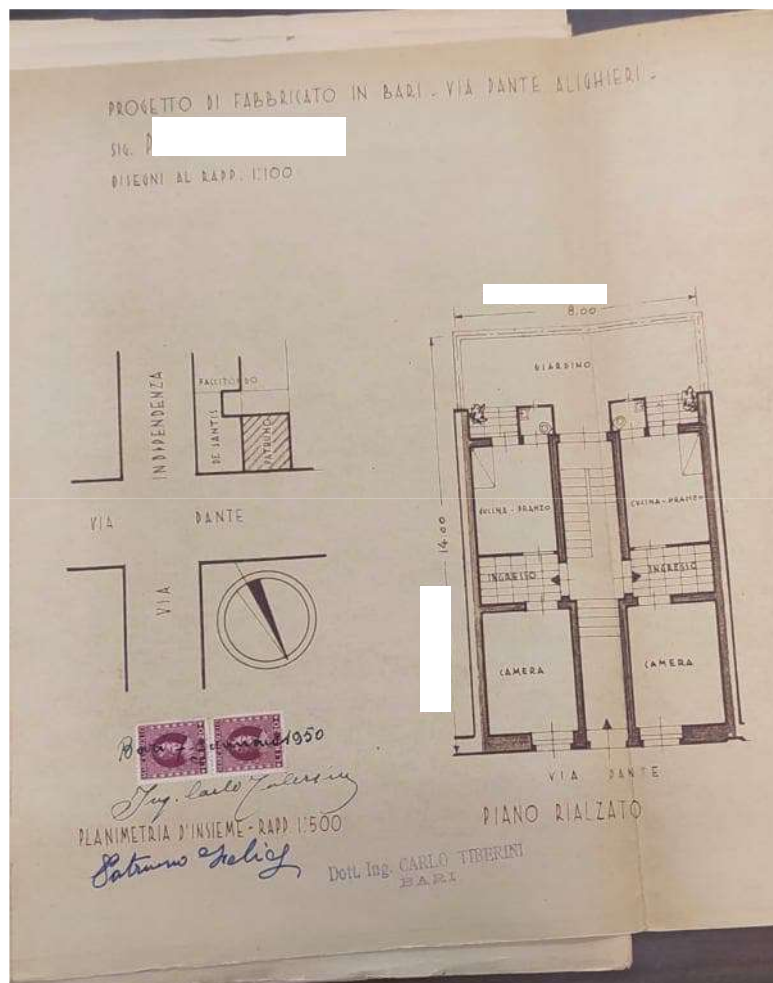 PROGETTO DI FABBRICATO IN BARI - VIA DANTE ALIGHIERI -
SIG. P
DISEGNI AL RAPP. 1:100
8.00
GIARDINO
14.00
CUCINA - PRANZO
CUCINA - PRANZO
INGRESSO
INGRESSO
CAMERA
CAMERA
VIA DANTE
PIANO RIALZATO
INDIPENDENZA
DE SANTIS
PATRUNO
VIA DANTE
VIA
Bari 1950
Ing. Carlo Tiberini
PLANIMETRIA D'INSIEME - RAPP. 1:500
Patruno
Dott. Ing. CARLO TIBERINI
BARI